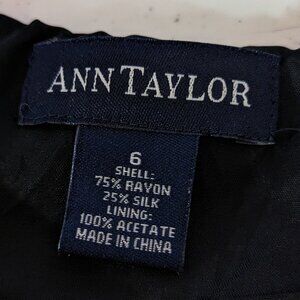 ANN TAYLOR
6
SHELL:
75% RAYON
25% SILK
LINING:
100% ACETATE
MADE IN CHINA